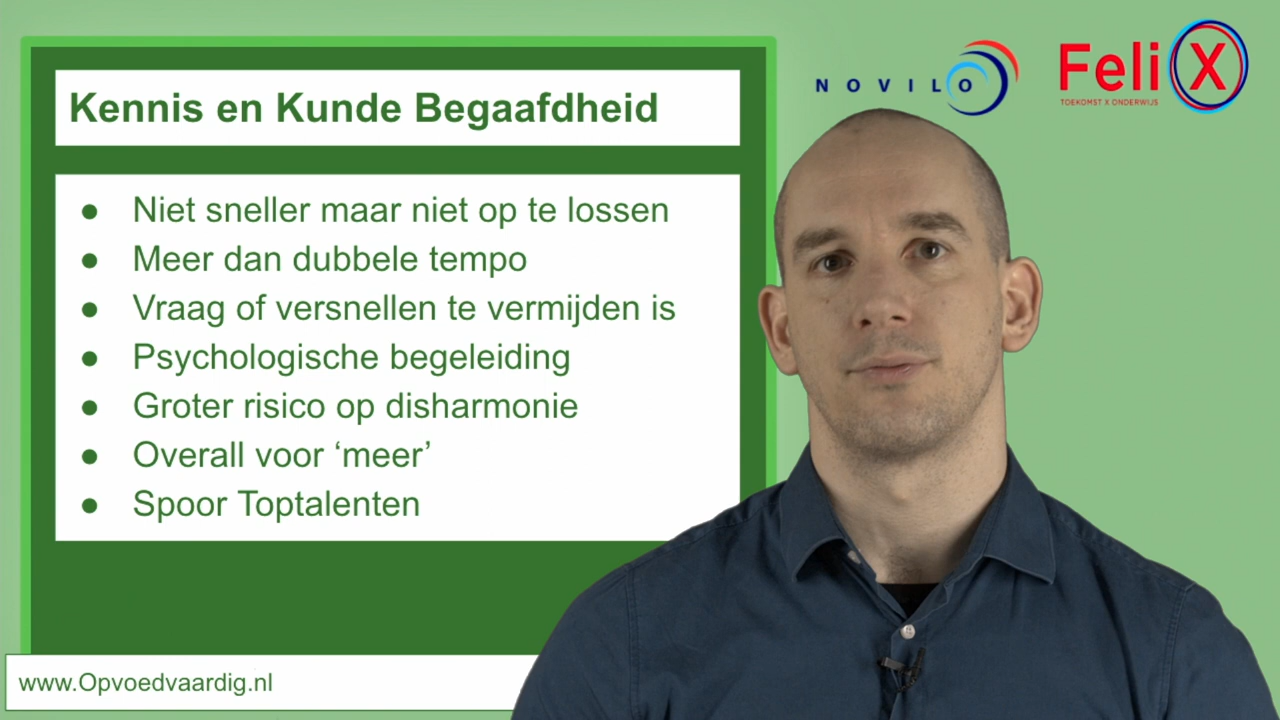 Kennis en Kunde Begaafdheid
● Niet sneller maar niet op te lossen
● Meer dan dubbele tempo
● Vraag of versnellen te vermijden is
● Psychologische begeleiding
● Groter risico op disharmonie
● Overall voor ‘meer’
● Spoor Toptalenten
www.Opvoedvaardig.nl
NOVILO
FeliX
TOEKOMST X ONDERWIJS